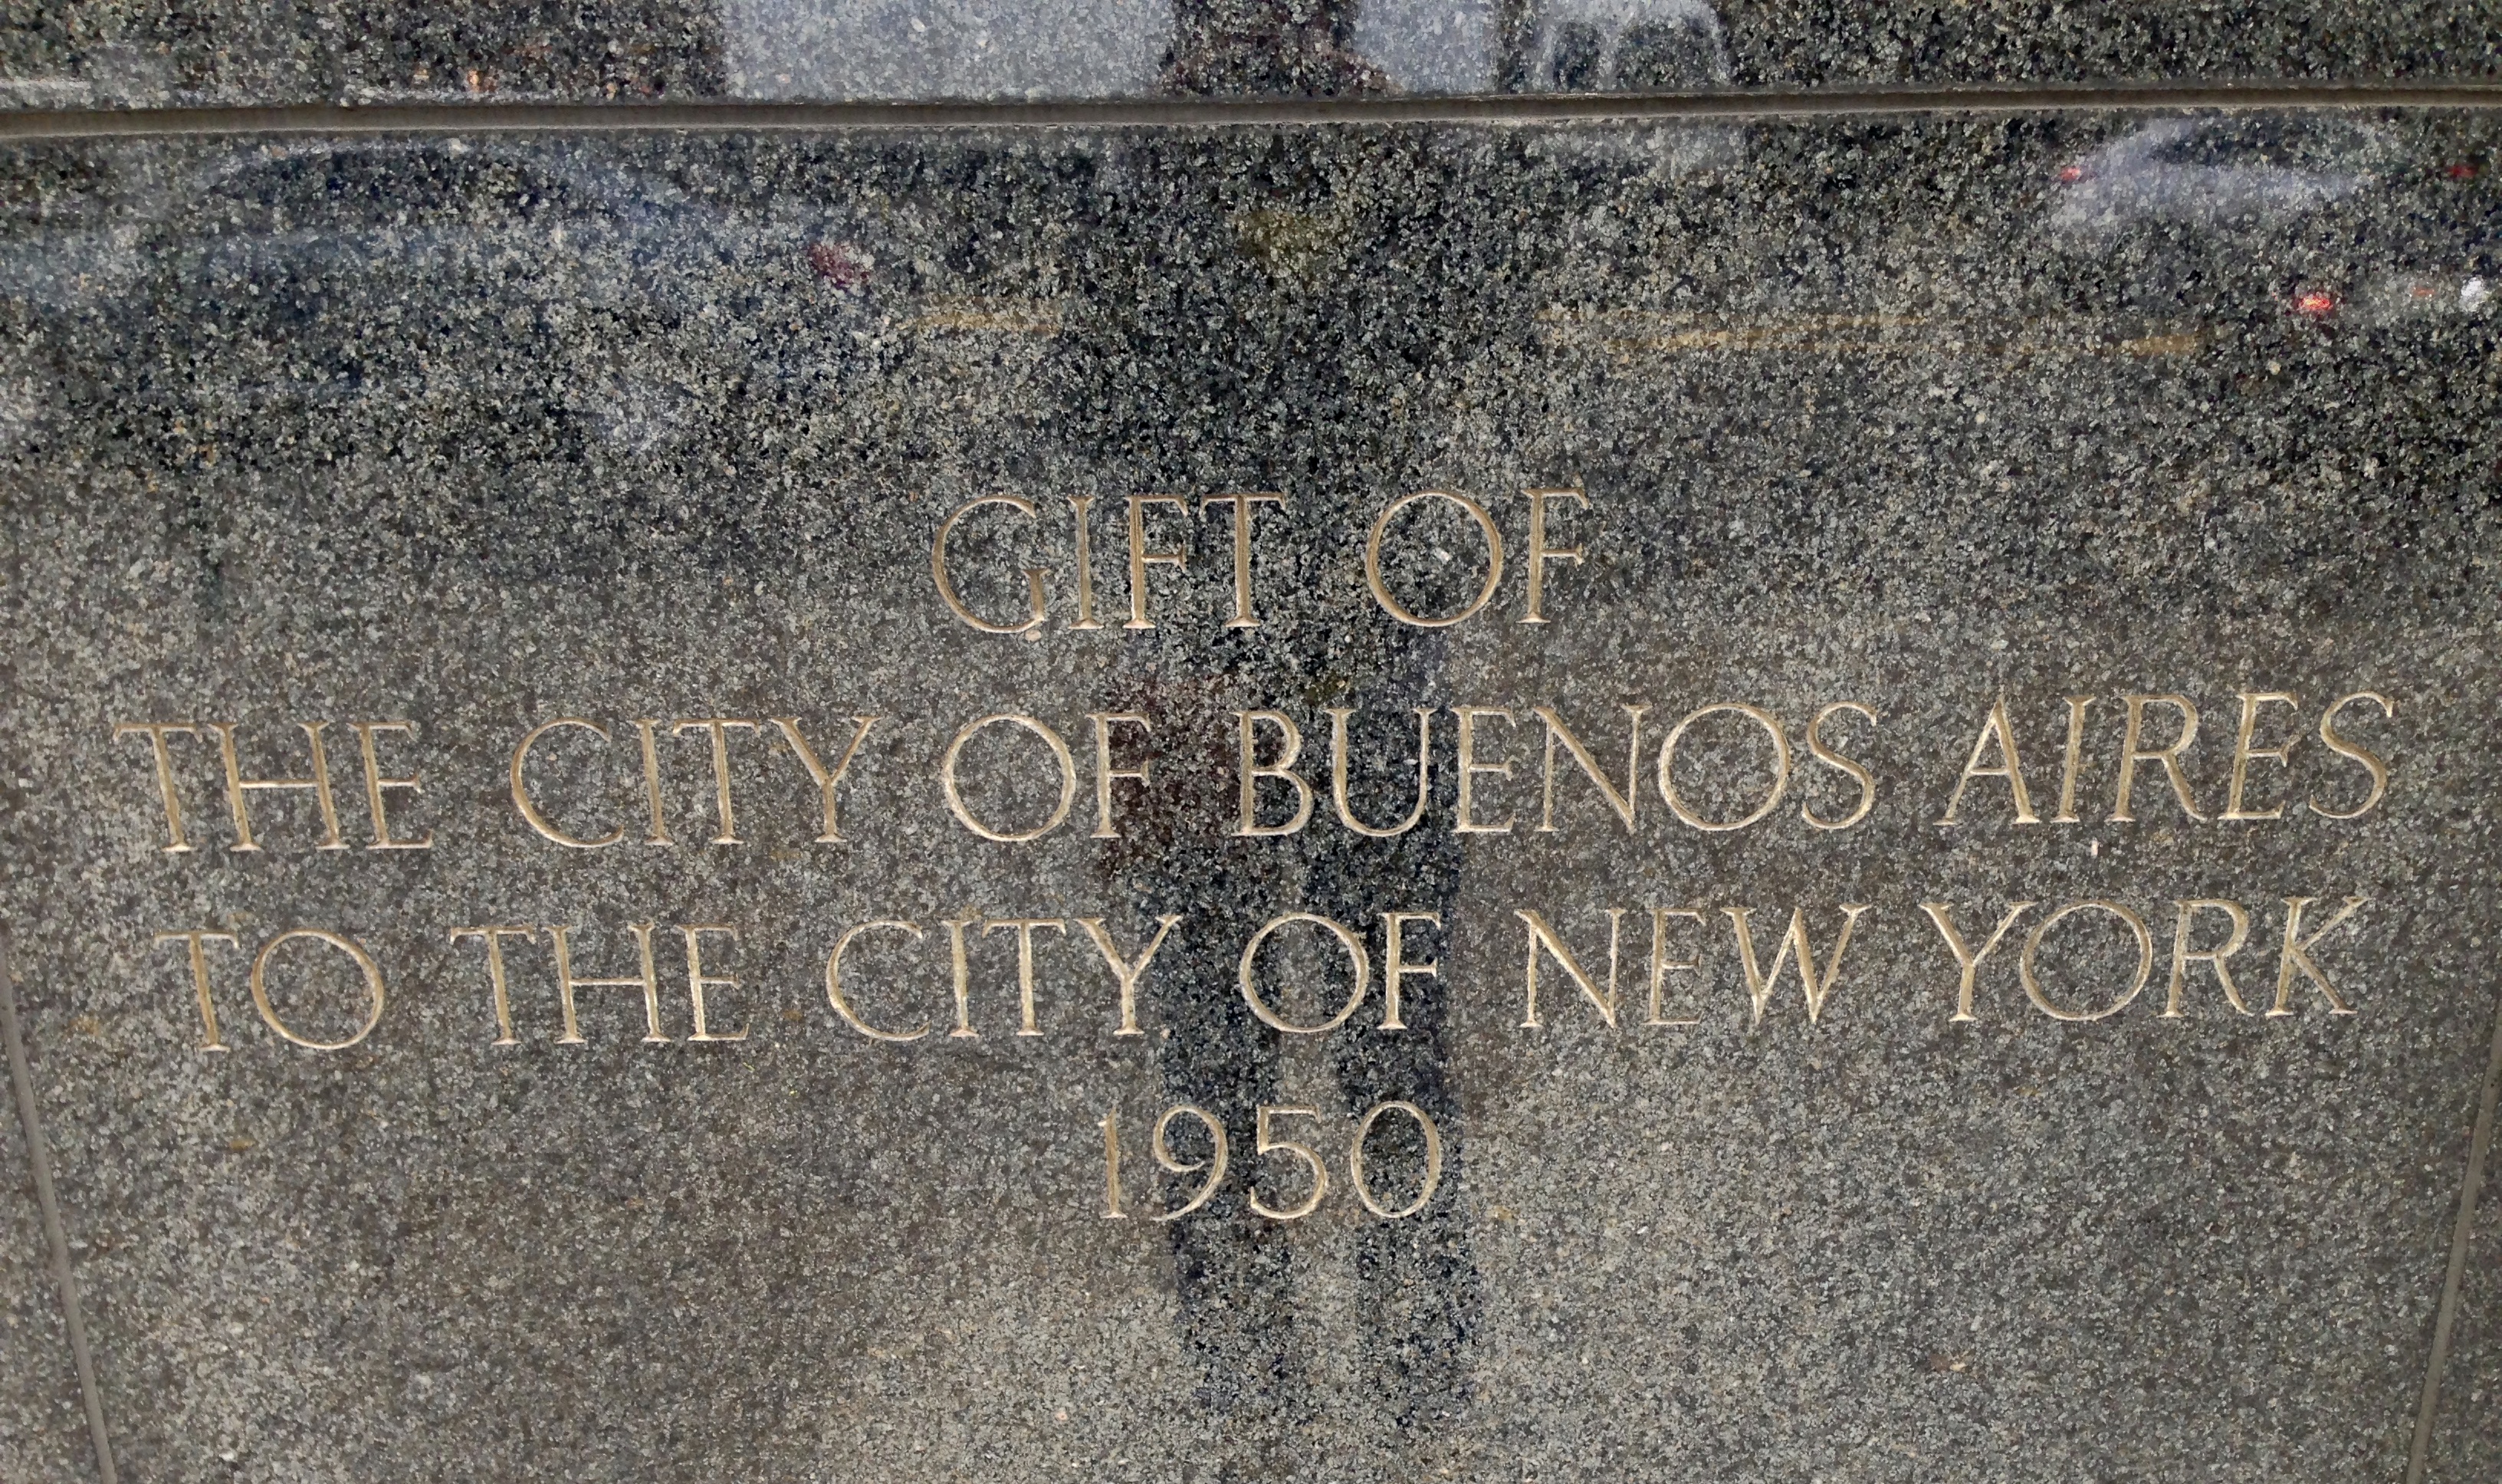 GIFT OF
THE CITY OF BUENOS AIRES
TO THE CITY OF NEW YORK
1950